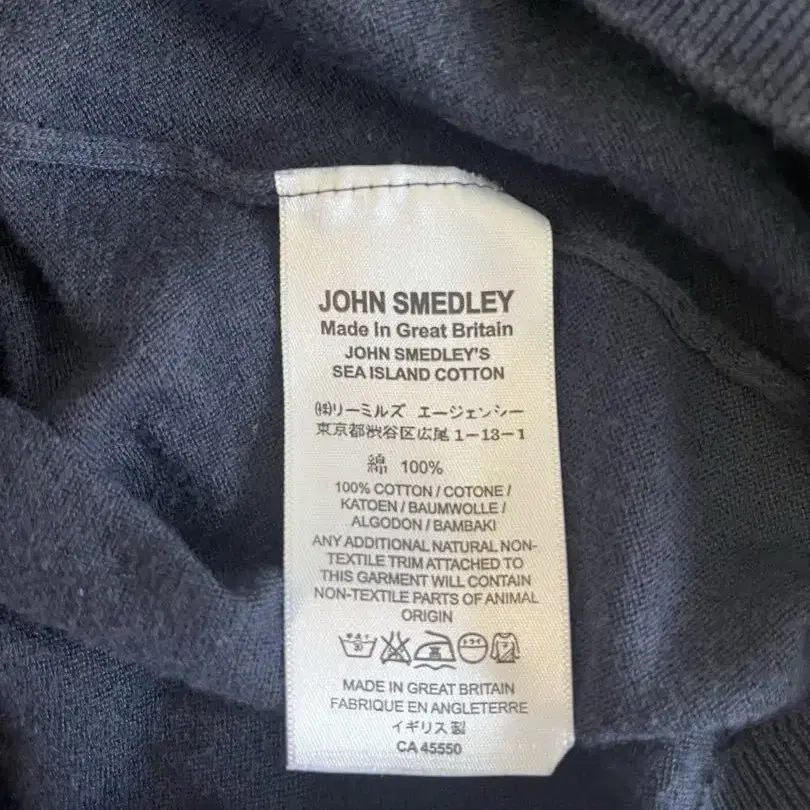 JOHN SMEDLEY
Made In Great Britain
JOHN SMEDLEY'S
SEA ISLAND COTTON
㈱リーミルズ エージェンシー
東京都渋谷区広尾1-13-1
綿 100%
100% COTTON / COTONE /
KATOEN / BAUMWOLLE /
ALGODON / BAMBAKI
ANY ADDITIONAL NATURAL NON-
TEXTILE TRIM ATTACHED TO
THIS GARMENT WILL CONTAIN
NON-TEXTILE PARTS OF ANIMAL
ORIGIN
MADE IN GREAT BRITAIN
FABRIQUE EN ANGLETERRE
イギリス製
CA 45550